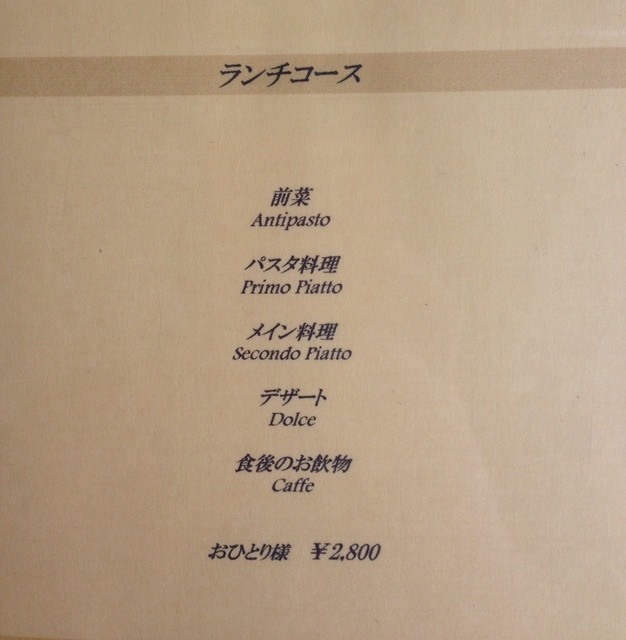 ランチコース
前菜
Antipasto
パスタ料理
Primo Piatto
メイン料理
Secondo Piatto
デザート
Dolce
食後のお飲物
Caffe
おひとり様　￥2,800